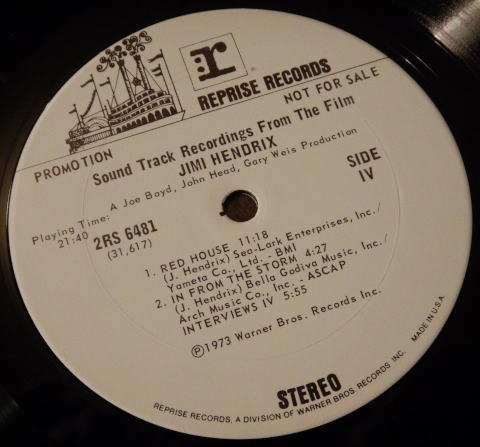 r
REPRISE RECORDS
PROMOTION
NOT FOR SALE
Sound Track Recordings From The Film
JIMI HENDRIX
A Joe Boyd, John Head, Gary Weis Production
Playing Time:
21:40
2RS 6481
(31,617)
SIDE
IV
1. RED HOUSE 11:18
(J. Hendrix) Sea-Lark Enterprises, Inc./
Yameta Co., Ltd. - BMI
2. IN FROM THE STORM 4:27
(J. Hendrix) Bella Godiva Music, Inc./
Arch Music Co., Inc. - ASCAP
INTERVIEWS IV 5:55
Ⓟ1973 Warner Bros. Records Inc.
STEREO
REPRISE RECORDS, A DIVISION OF WARNER BROS. RECORDS INC. MADE IN U.S.A.